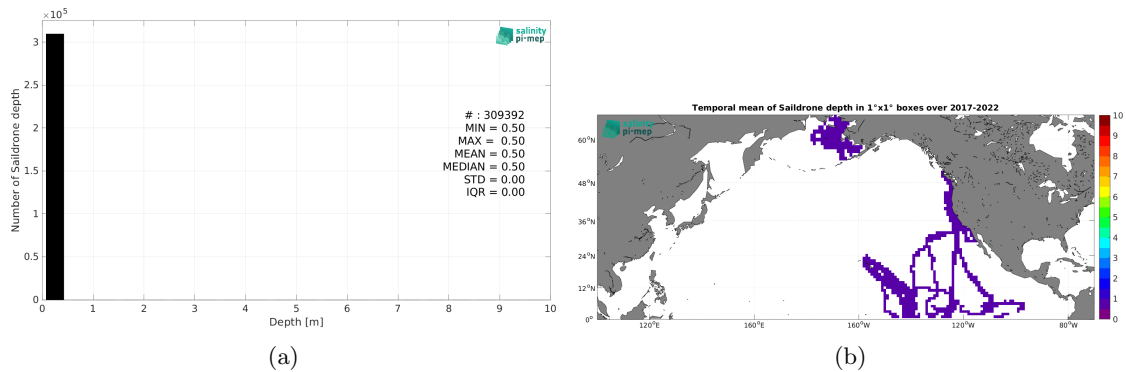 ×10⁵
3
2.5
2
1.5
1
0.5
0
Number of Saildrone depth
salinity
pi-mep
# : 309392
MIN = 0.50
MAX = 0.50
MEAN = 0.50
MEDIAN = 0.50
STD = 0.00
IQR = 0.00
0 1 2 3 4 5 6 7 8 9 10
Depth [m]
(a)
Temporal mean of Saildrone depth in 1°x1° boxes over 2017-2022
salinity
pi-mep
60°N
48°N
36°N
24°N
12°N
0°
120°E 160°E 160°W 120°W 80°W
10
9
8
7
6
5
4
3
2
1
0
(b)